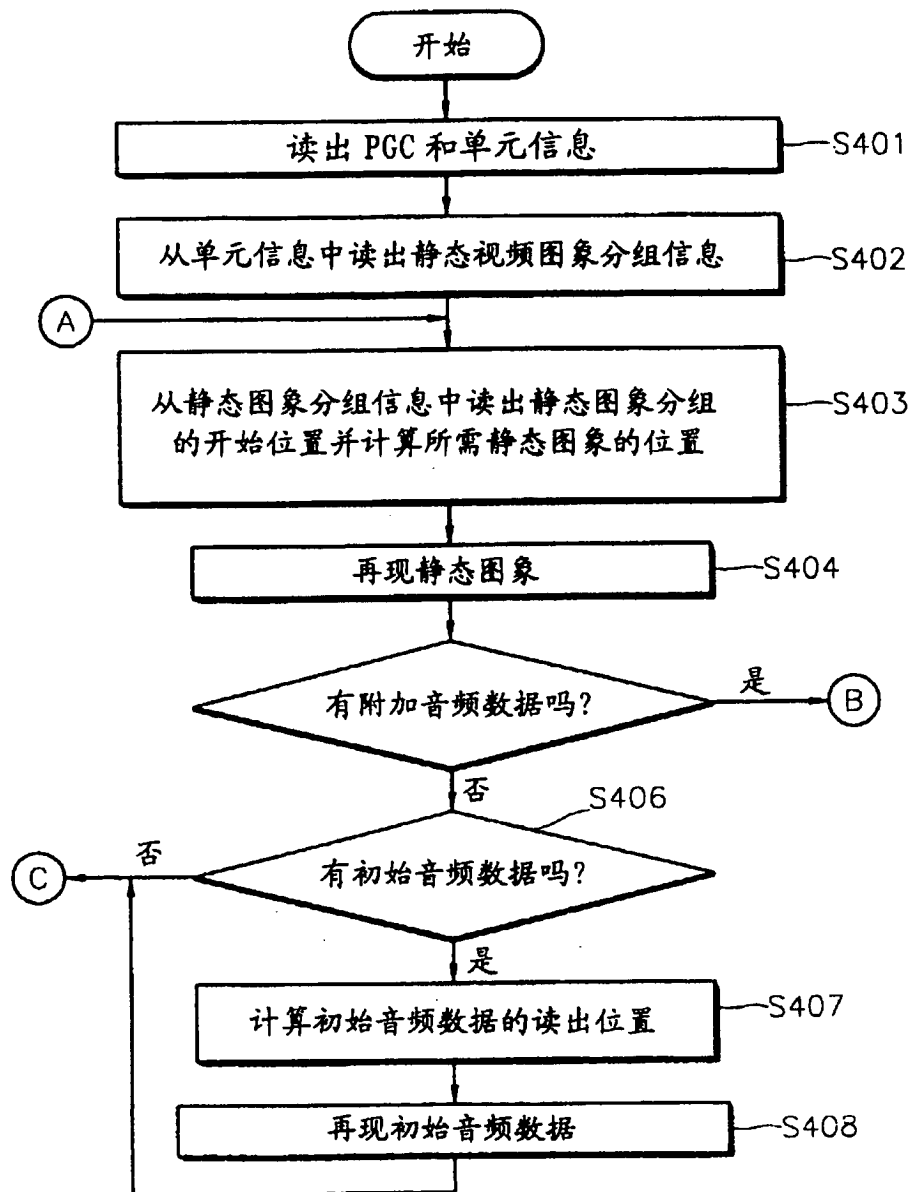 开始
读出 PGC 和单元信息
S401
从单元信息中读出静态视频图象分组信息
S402
A
从静态图象分组信息中读出静态图象分组
的开始位置并计算所需静态图象的位置
S403
再现静态图象
S404
有附加音频数据吗?
是
B
否
S406
有初始音频数据吗?
否
C
是
计算初始音频数据的读出位置
S407
再现初始音频数据
S408